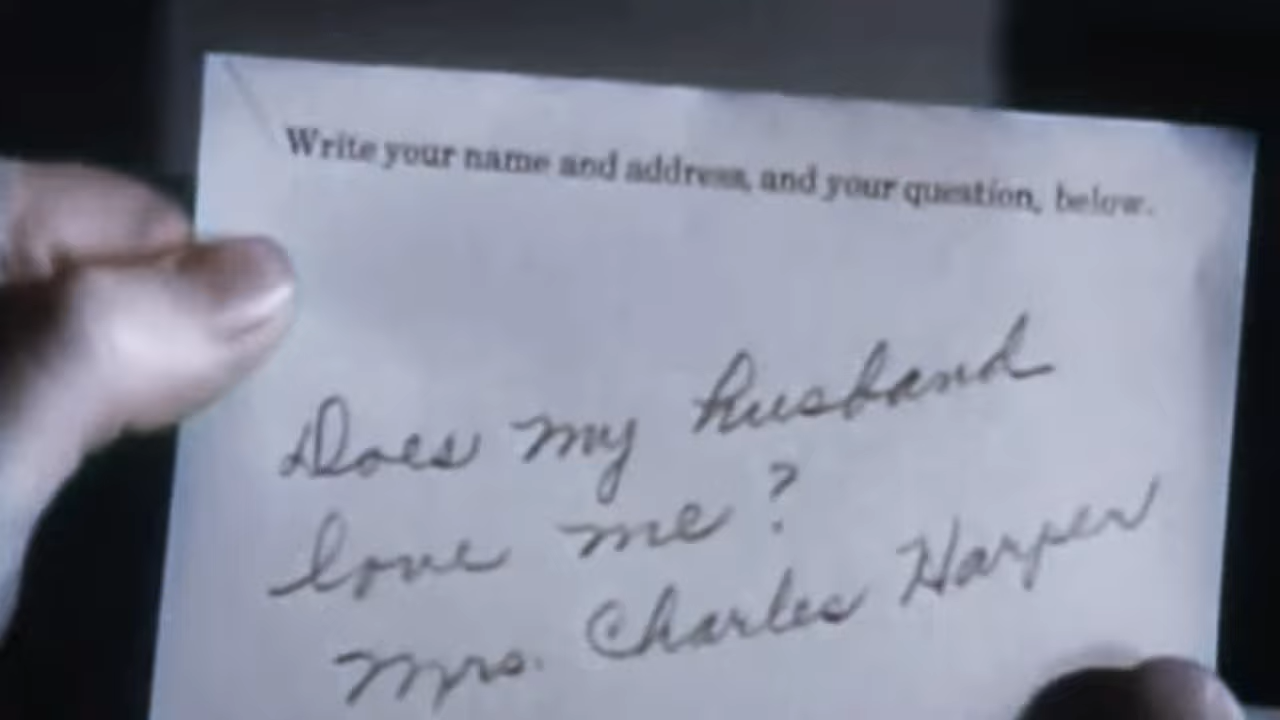 Write your name and address, and your question, below.
Does my husband
love me?
Mrs. Charles Harper